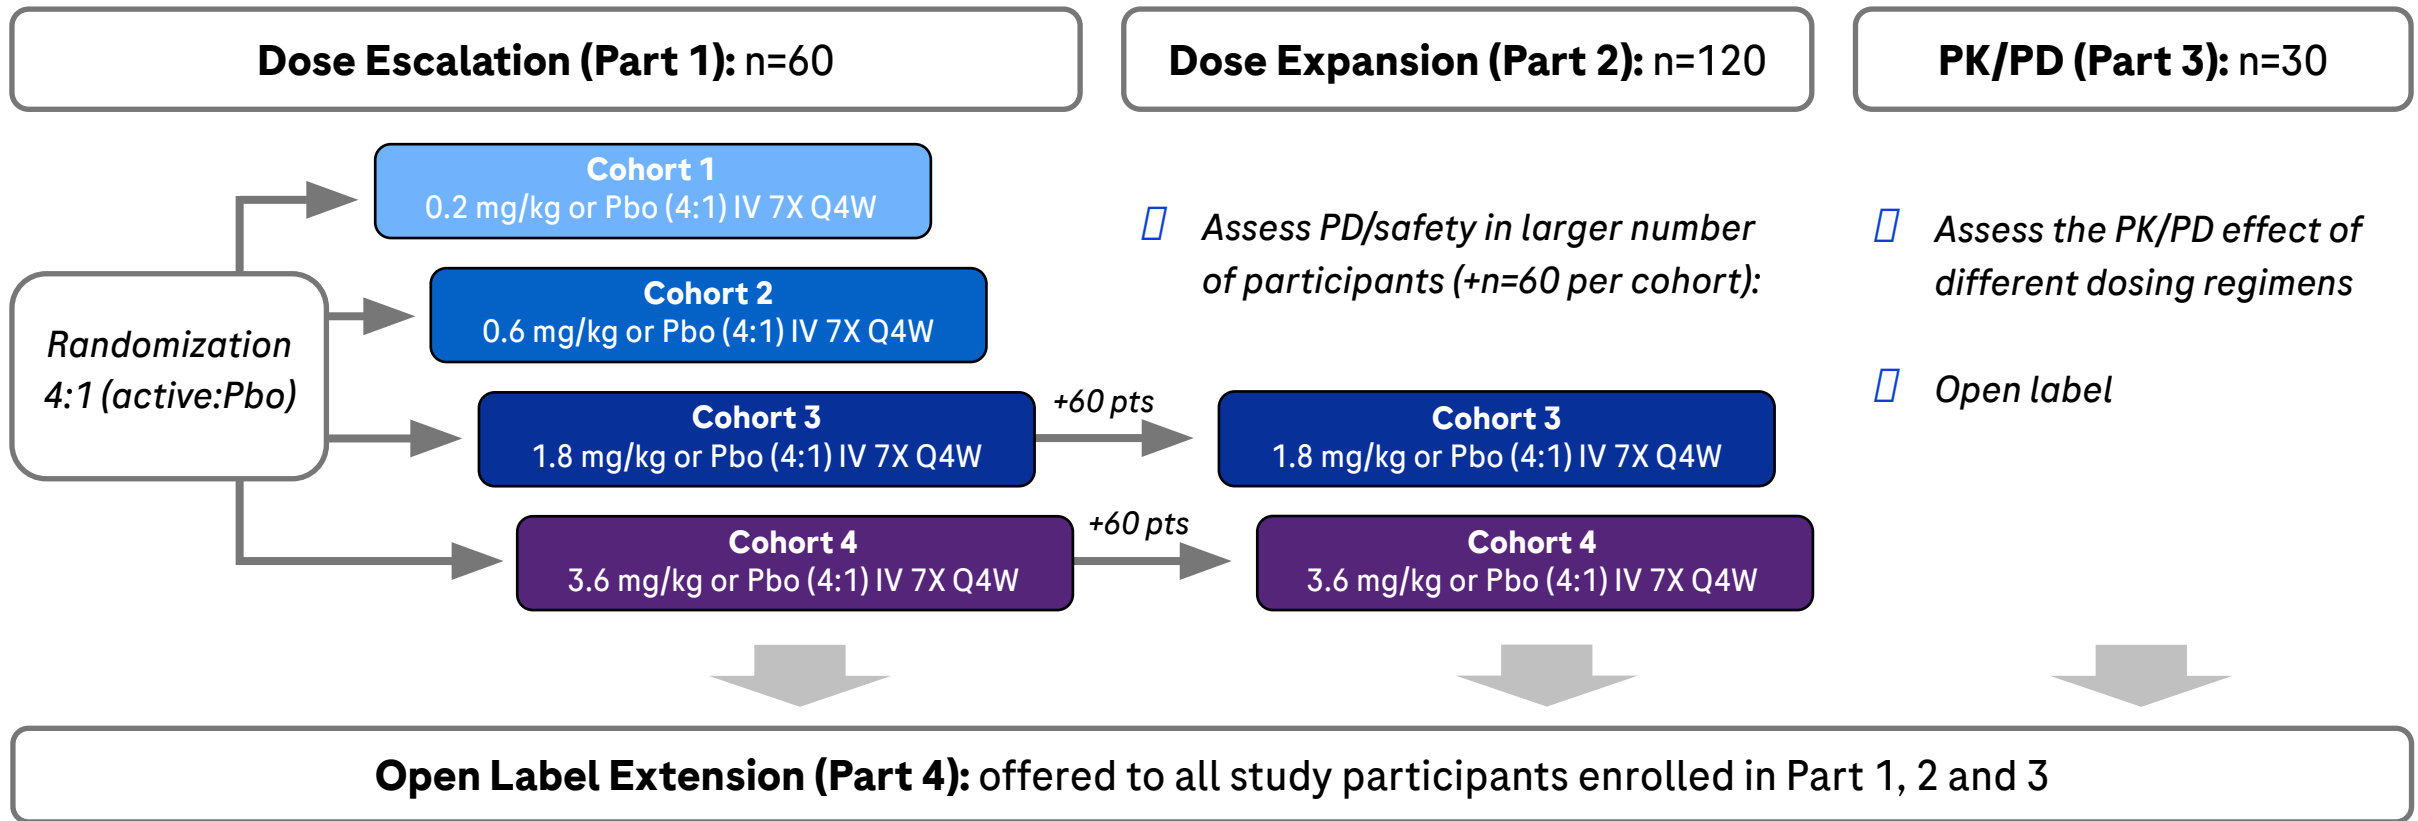 Dose Escalation (Part 1): n=60
Dose Expansion (Part 2): n=120
PK/PD (Part 3): n=30
Randomization
4:1 (active:Pbo)
Cohort 1
0.2 mg/kg or Pbo (4:1) IV 7X Q4W
Cohort 2
0.6 mg/kg or Pbo (4:1) IV 7X Q4W
Cohort 3
1.8 mg/kg or Pbo (4:1) IV 7X Q4W
+60 pts
Cohort 4
3.6 mg/kg or Pbo (4:1) IV 7X Q4W
+60 pts
Assess PD/safety in larger number
of participants (+n=60 per cohort):
Cohort 3
1.8 mg/kg or Pbo (4:1) IV 7X Q4W
Cohort 4
3.6 mg/kg or Pbo (4:1) IV 7X Q4W
Assess the PK/PD effect of
different dosing regimens
Open label
Open Label Extension (Part 4): offered to all study participants enrolled in Part 1, 2 and 3